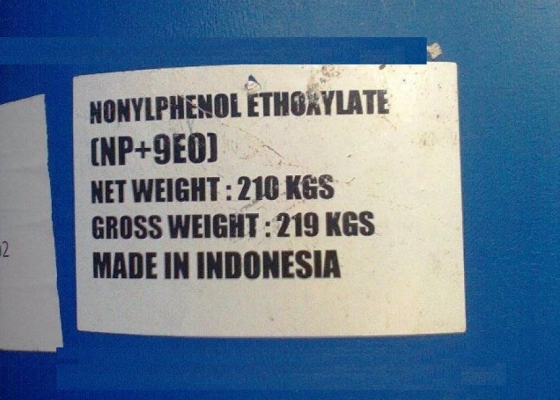 NONYLPHENOL ETHOXYLATE
(NP+9EO)
NET WEIGHT : 210 KGS
GROSS WEIGHT : 219 KGS
MADE IN INDONESIA